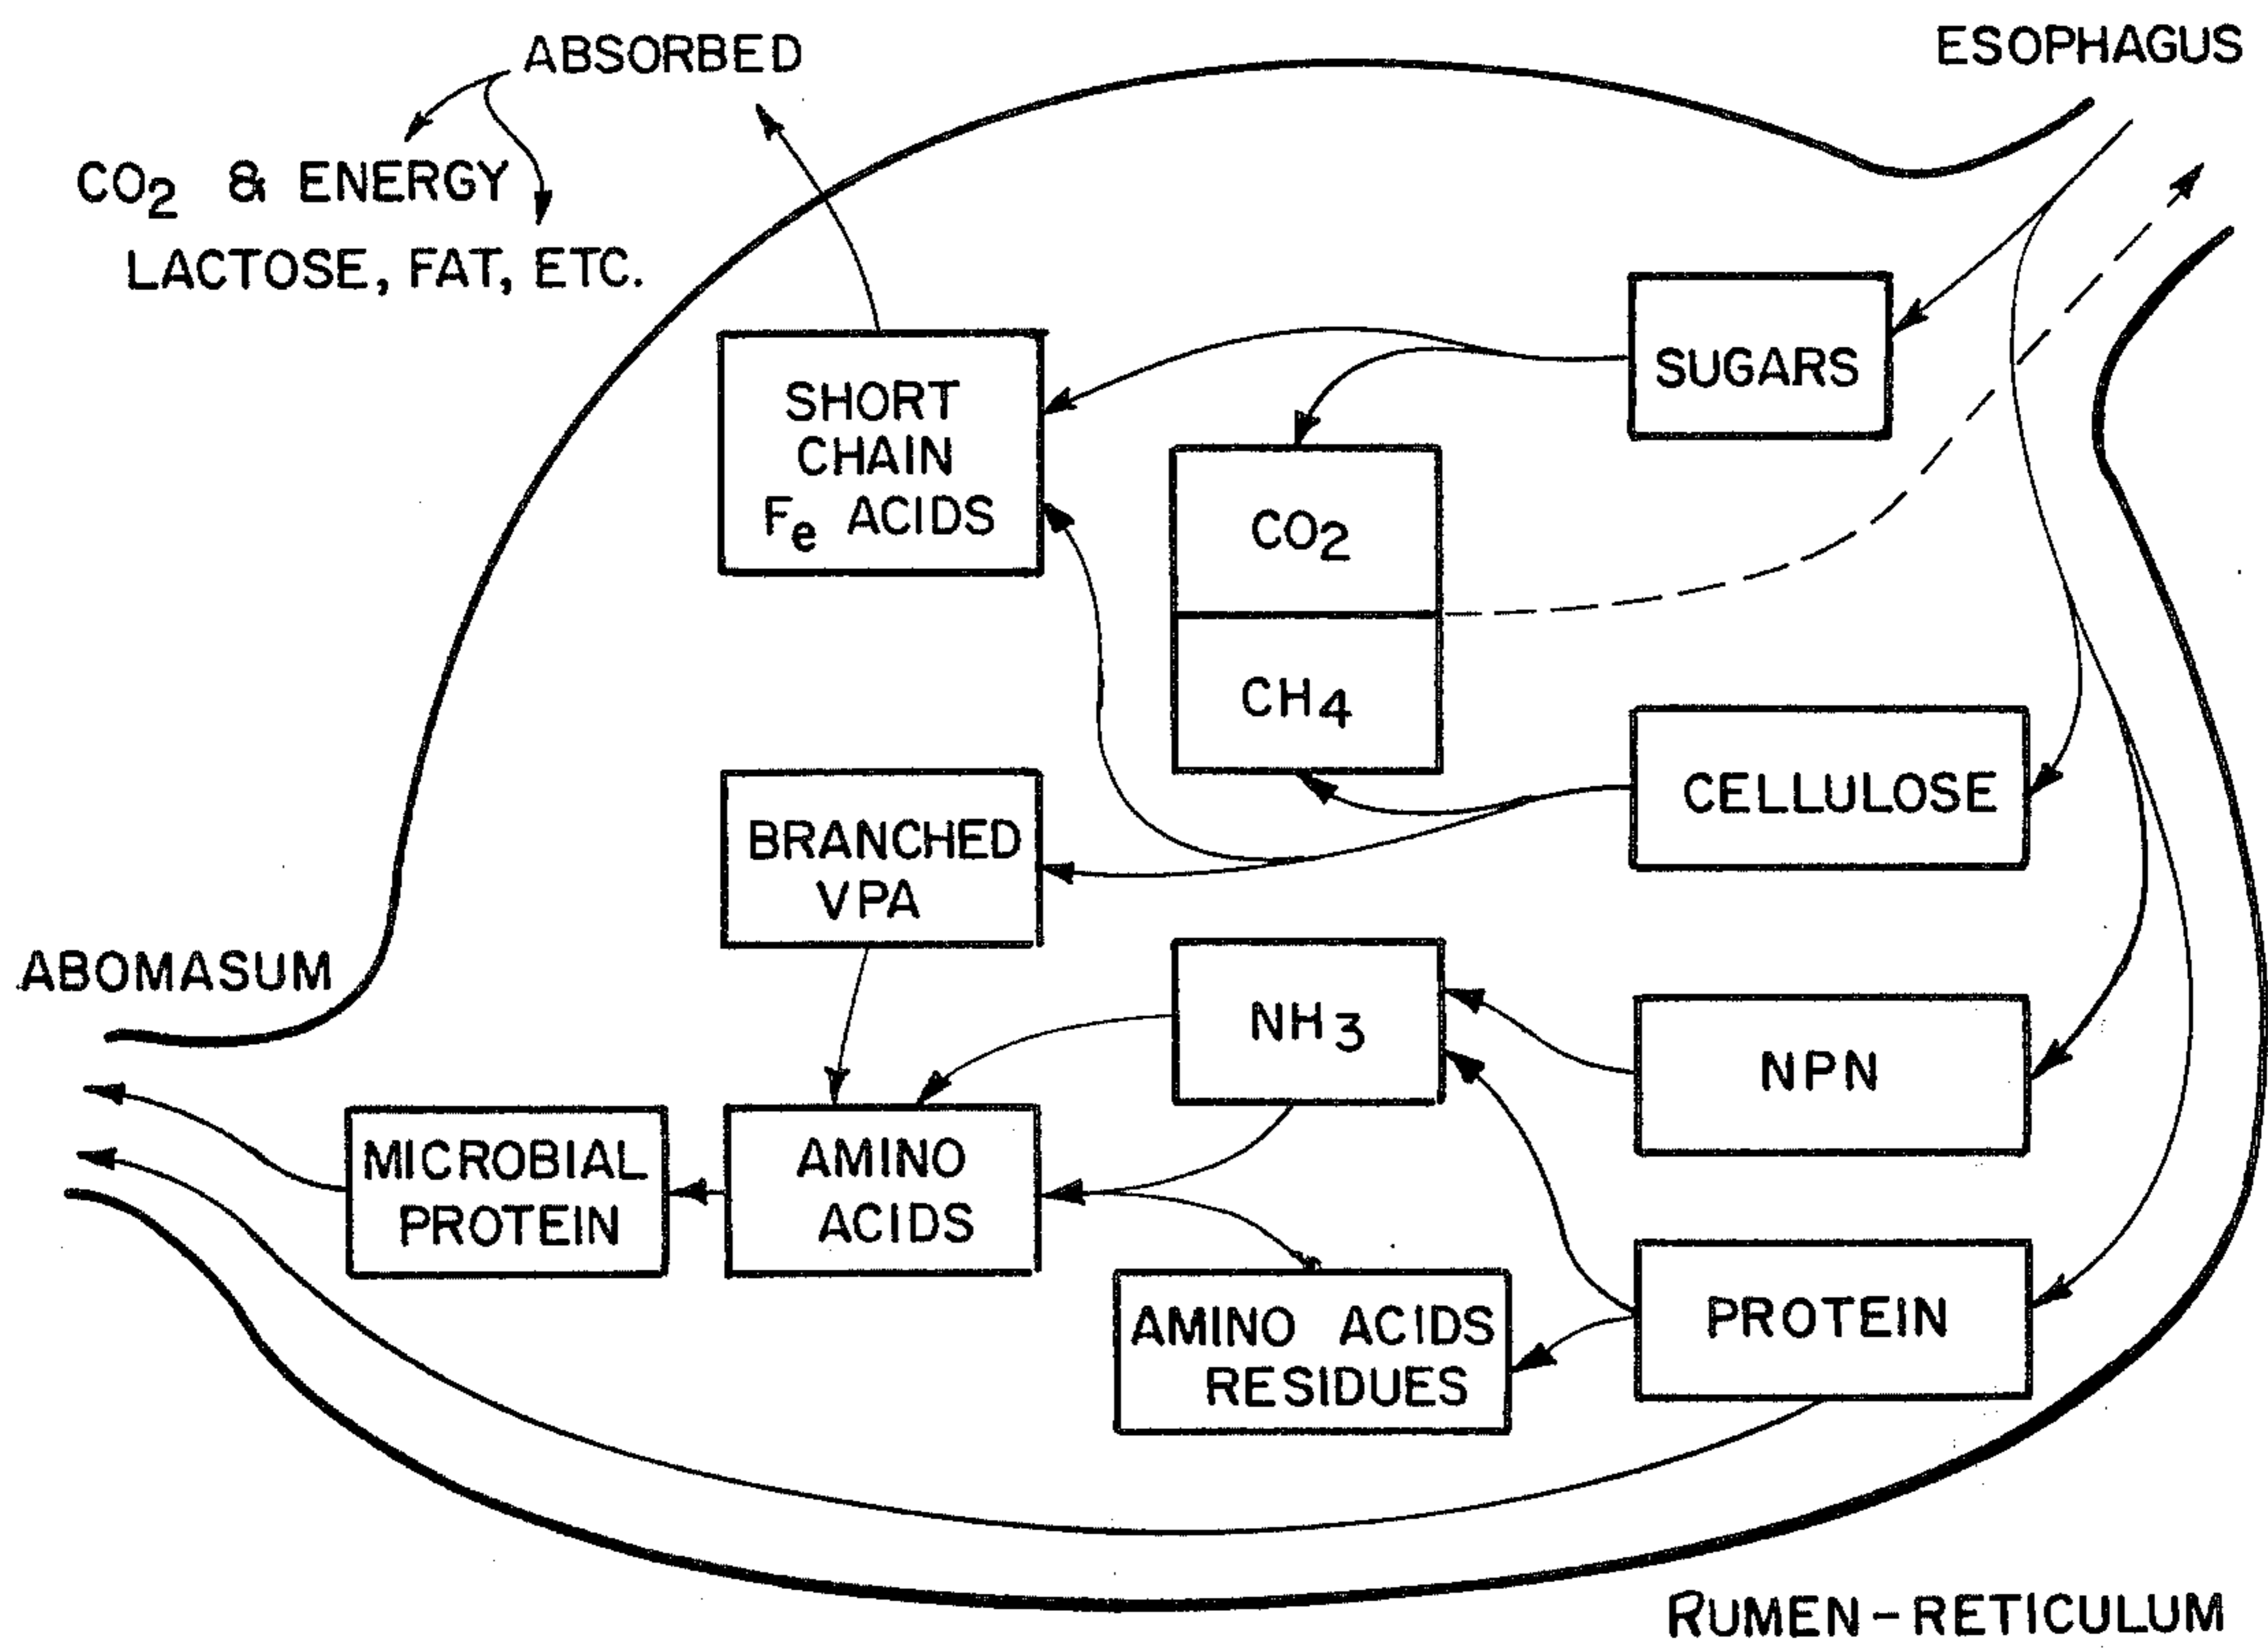 ABSORBED
ESOPHAGUS
CO2 & ENERGY
LACTOSE, FAT, ETC.
SUGARS
SHORT
CHAIN
Fe ACIDS
CO2
CH4
CELLULOSE
BRANCHED
VPA
ABOMASUM
NH3
NPN
MICROBIAL
PROTEIN
AMINO
ACIDS
AMINO ACIDS
RESIDUES
PROTEIN
RUMEN-RETICULUM